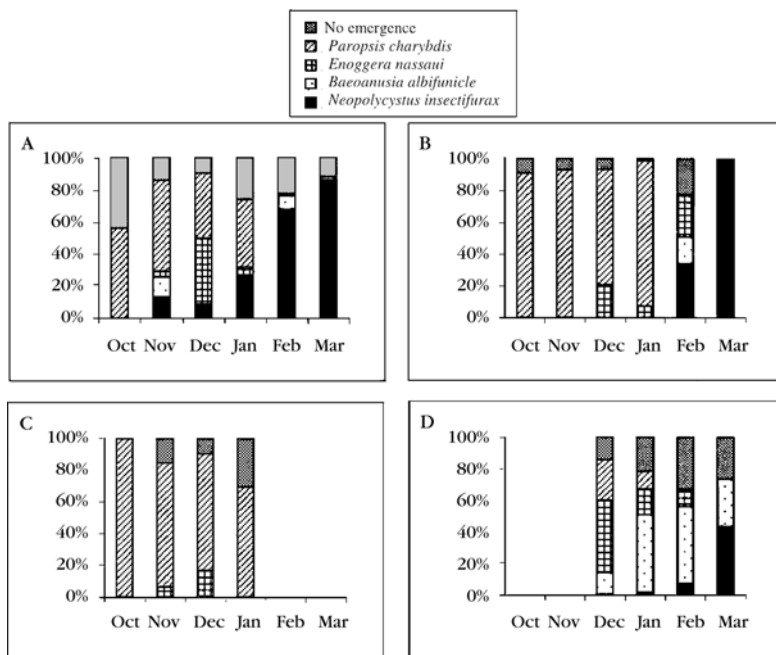 No emergence
Paropsis charybdis
Enoggera nassaui
Baeoanusia albifunicle
Neopolycystus insectifurax
A
100%
80%
60%
40%
20%
0%
Oct Nov Dec Jan Feb Mar
B
100%
80%
60%
40%
20%
0%
Oct Nov Dec Jan Feb Mar
C
100%
80%
60%
40%
20%
0%
Oct Nov Dec Jan Feb Mar
D
100%
80%
60%
40%
20%
0%
Oct Nov Dec Jan Feb Mar